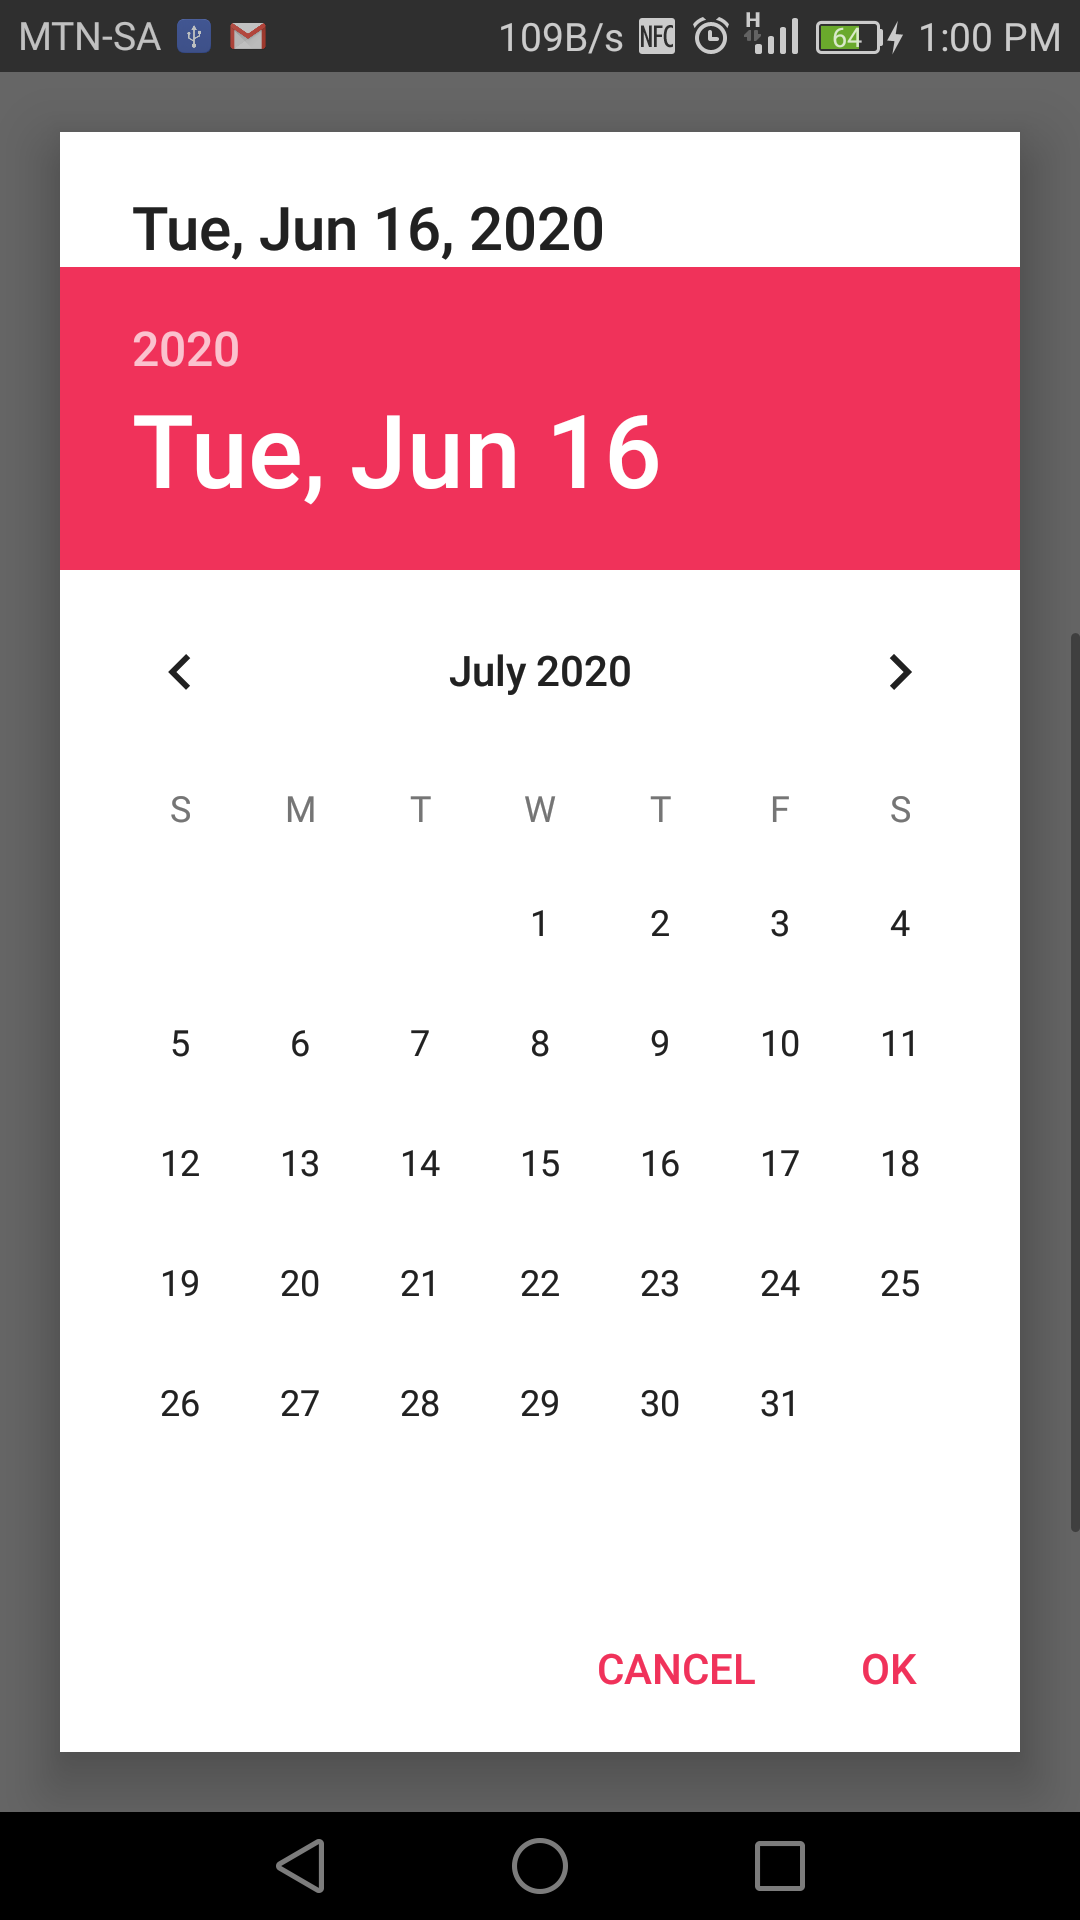 MTN-SA 109B/s NFC H 64 1:00 PM
Tue, Jun 16, 2020
2020
Tue, Jun 16
July 2020
S M T W T F S
1 2 3 4
5 6 7 8 9 10 11
12 13 14 15 16 17 18
19 20 21 22 23 24 25
26 27 28 29 30 31
CANCEL OK